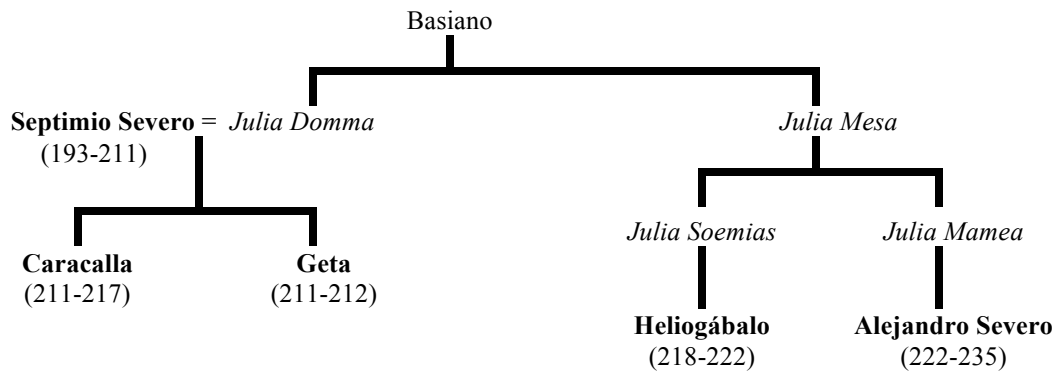 Basiano
Septimio Severo = Julia Domma
(193-211)
Julia Mesa
Caracalla
(211-217)
Geta
(211-212)
Julia Soemias
Julia Mamea
Heliogábalo
(218-222)
Alejandro Severo
(222-235)